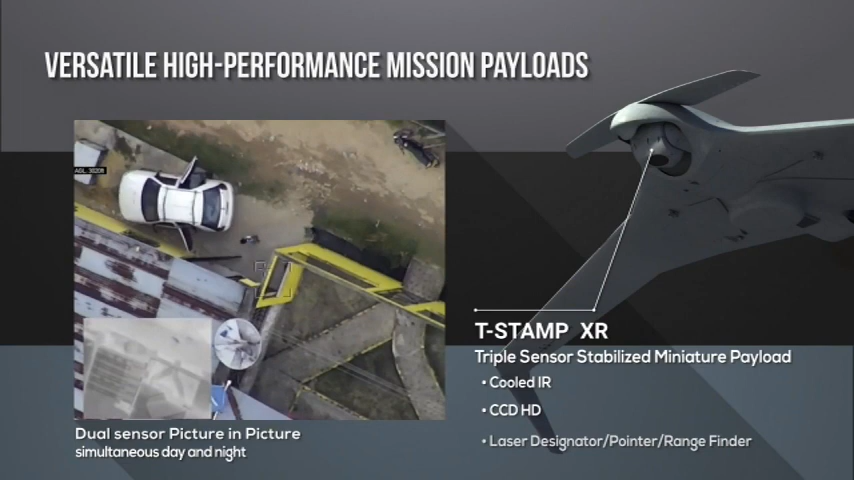 VERSATILE HIGH-PERFORMANCE MISSION PAYLOADS
T-STAMP XR
Triple Sensor Stabilized Miniature Payload
• Cooled IR
• CCD HD
• Laser Designator/Pointer/Range Finder
Dual sensor Picture in Picture
simultaneous day and night